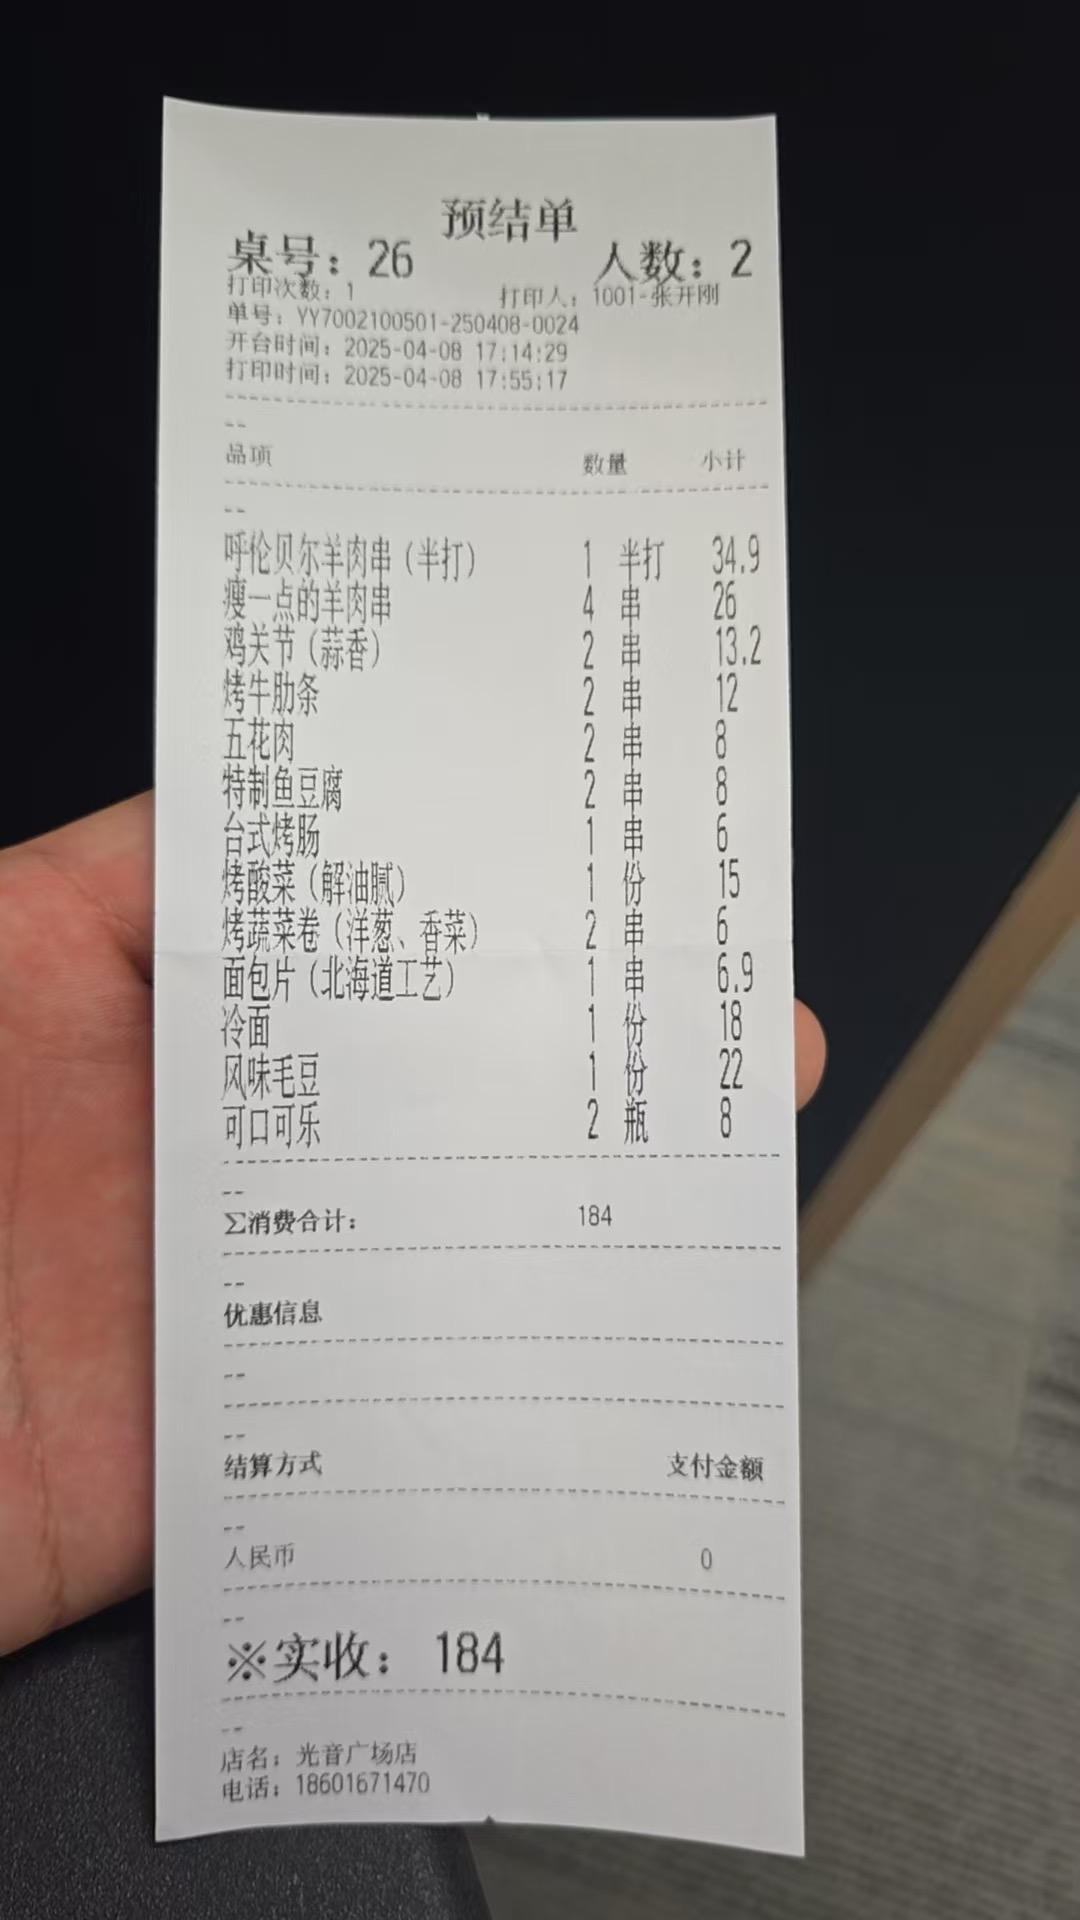 预结单
桌号：26 人数：2
打印次数：1 打印人：1001-张开刚
单号：YY7002100501-250408-0024
开台时间：2025-04-08 17:14:29
打印时间：2025-04-08 17:55:17
--
品项 数量 小计
--
呼伦贝尔羊肉串（半打） 1 半打 34.9
瘦一点的羊肉串 4 串 26
鸡关节（蒜香） 2 串 13.2
烤牛肋条 2 串 12
五花肉 2 串 8
特制鱼豆腐 2 串 8
台式烤肠 1 串 6
烤酸菜（解油腻） 1 份 15
烤蔬菜卷（洋葱、香菜） 2 串 6
面包片（北海道工艺） 1 串 6.9
冷面 1 份 18
风味毛豆 1 份 22
可口可乐 2 瓶 8
--
∑消费合计： 184
--
优惠信息
--
--
结算方式 支付金额
--
人民币 0
--
※实收： 184
--
店名：光音广场店
电话：18601671470